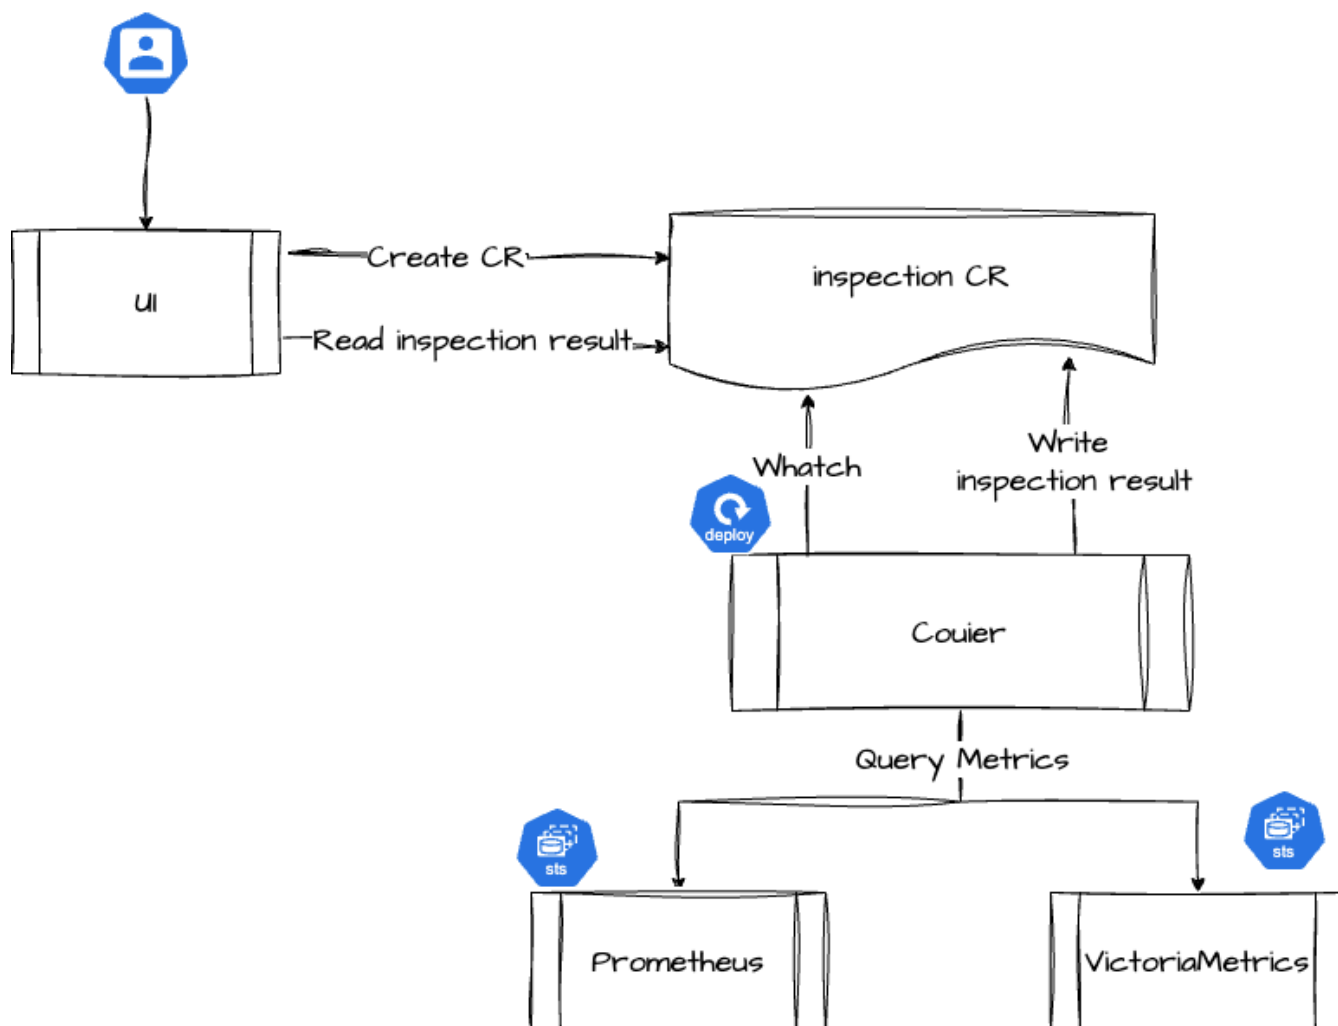 UI
Create CR
inspection CR
Read inspection result
Whatch
Write
inspection result
deploy
Couier
Query Metrics
sts
sts
Prometheus
VictoriaMetrics